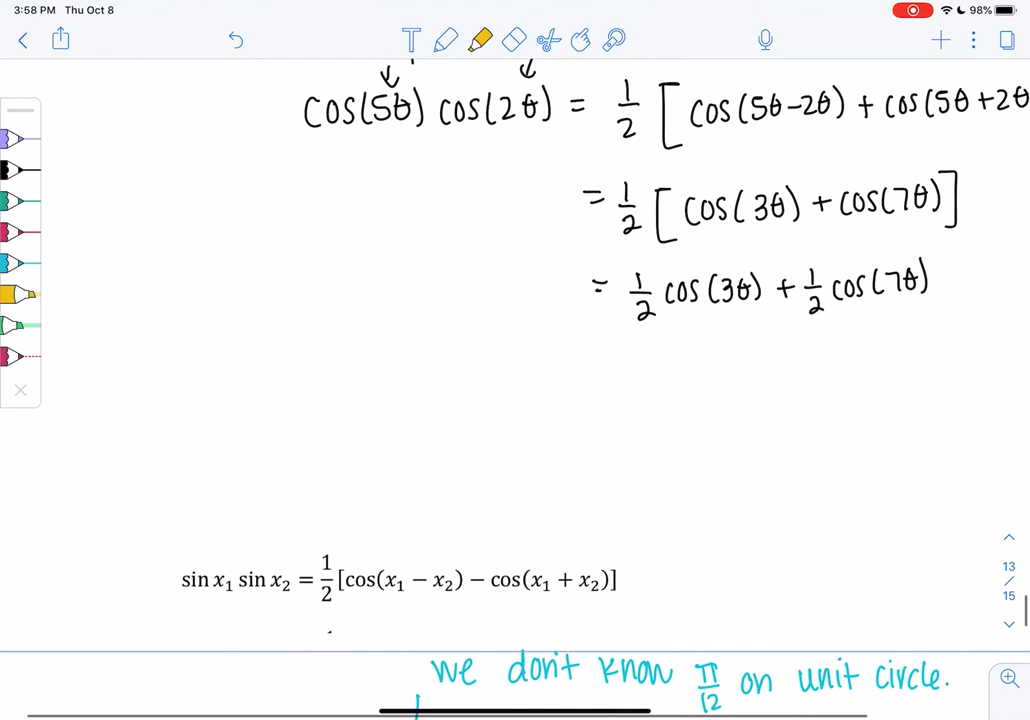 3:58 PM Thu Oct 8
98%
cos(5θ) cos(2θ) = 1/2 [cos(5θ-2θ) + cos(5θ+2θ
= 1/2 [cos(3θ) + cos(7θ)]
= 1/2 cos(3θ) + 1/2 cos(7θ)
sin x₁ sin x₂ = 1/2 [cos(x₁ − x₂) − cos(x₁ + x₂)]
13
/
15
we don't know π/12 on unit circle.